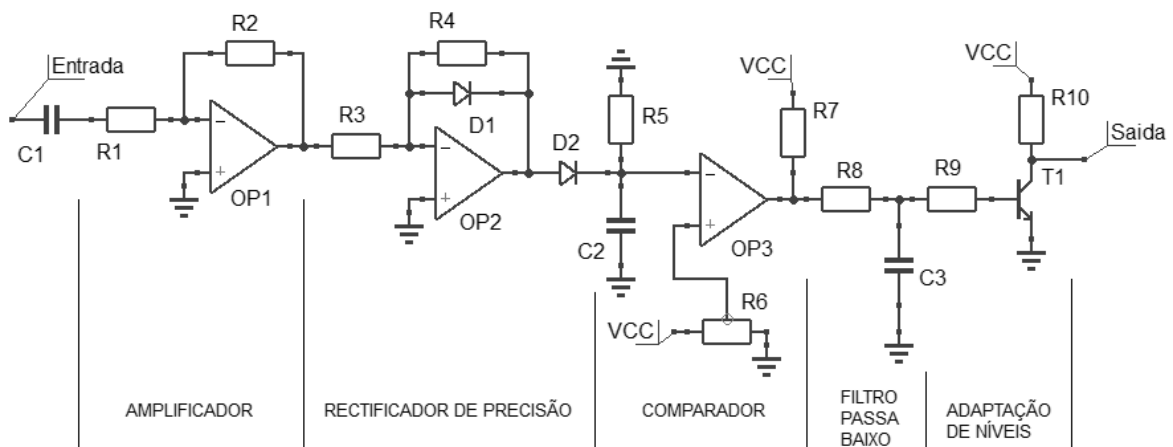 Entrada
C1
R1
R2
-
+
OP1
R3
R4
D1
-
+
OP2
D2
R5
C2
-
+
OP3
VCC
R6
VCC
R7
R8
C3
R9
VCC
R10
T1
Saida
AMPLIFICADOR
RECTIFICADOR DE PRECISÃO
COMPARADOR
FILTRO
PASSA
BAIXO
ADAPTAÇÃO
DE NÍVEIS